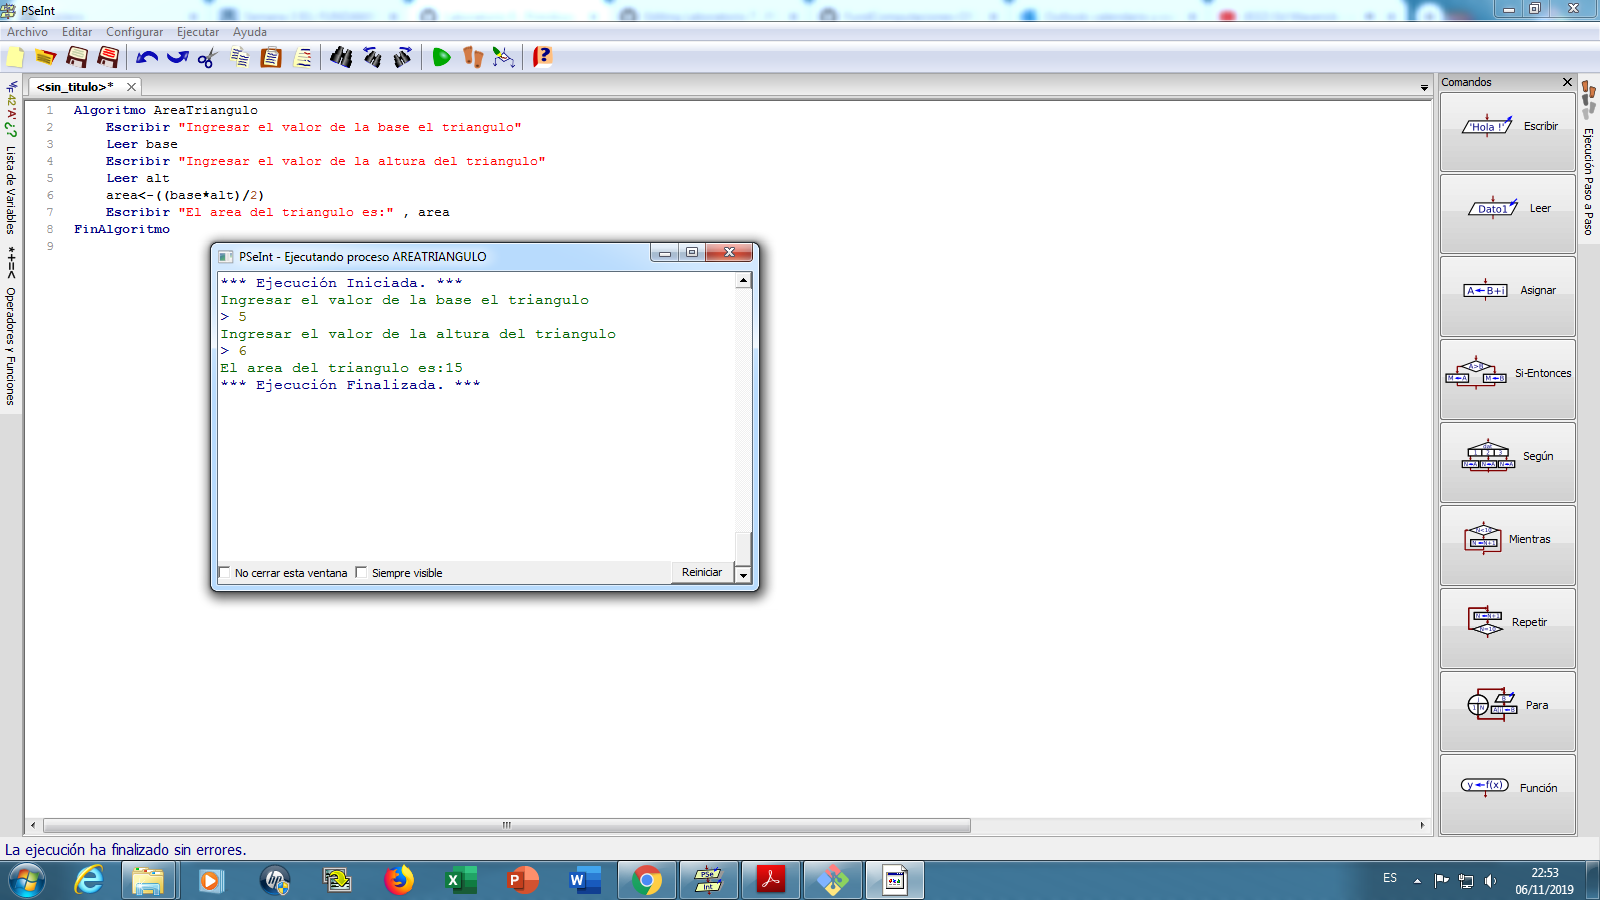 PSeInt
Archivo Editar Configurar Ejecutar Ayuda
<sin_titulo>*
1 Algoritmo AreaTriangulo
2 Escribir "Ingresar el valor de la base el triangulo"
3 Leer base
4 Escribir "Ingresar el valor de la altura del triangulo"
5 Leer alt
6 area<-((base*alt)/2)
7 Escribir "El area del triangulo es:" , area
8 FinAlgoritmo
9
PSeInt - Ejecutando proceso AREATRIANGULO
*** Ejecución Iniciada. ***
Ingresar el valor de la base el triangulo
> 5
Ingresar el valor de la altura del triangulo
> 6
El area del triangulo es:15
*** Ejecución Finalizada. ***
No cerrar esta ventana
Siempre visible
Reiniciar
Lista de Variables
Operadores y Funciones
Comandos
'Hola !' Escribir
Dato1 Leer
A←B+i Asignar
A>B
M←A M←B
Si-Entonces
Según
Mientras
Repetir
Para
y←f(x) Función
Ejecución Paso a Paso
La ejecución ha finalizado sin errores.
PSe
Int
ES
22:53
06/11/2019